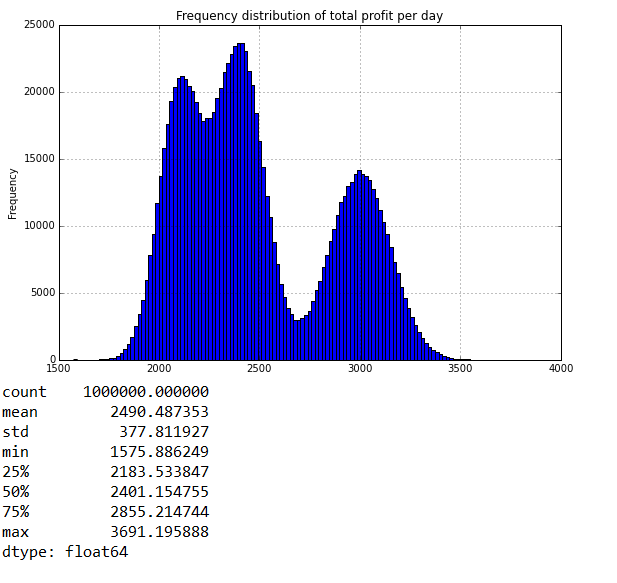 Frequency distribution of total profit per day
25000
20000
15000
10000
5000
0
Frequency
1500 2000 2500 3000 3500 4000
count 1000000.000000
mean 2490.487353
std 377.811927
min 1575.886249
25% 2183.533847
50% 2401.154755
75% 2855.214744
max 3691.195888
dtype: float64